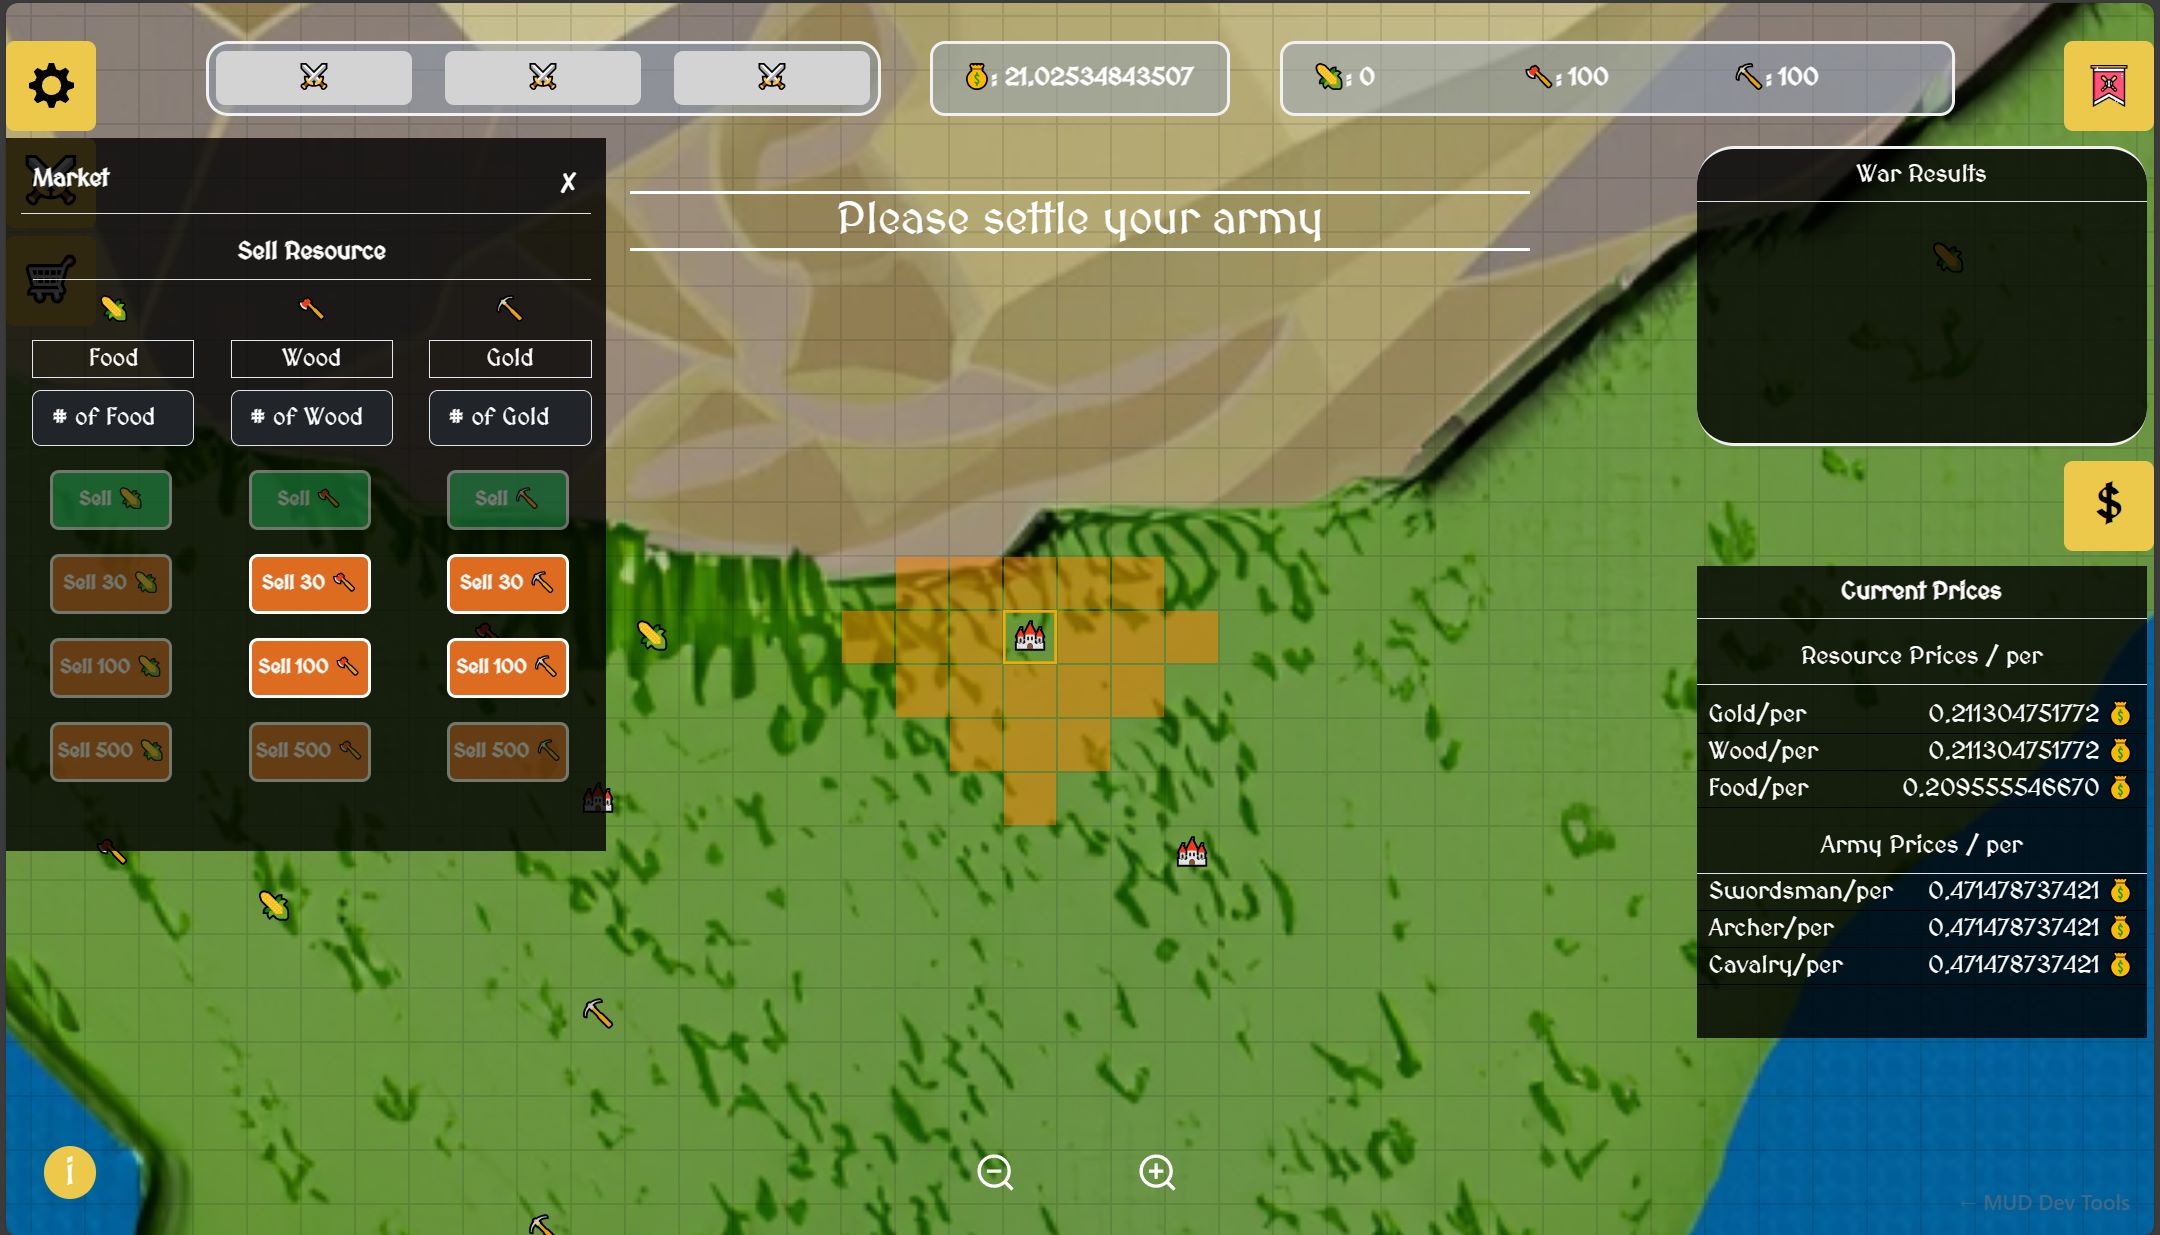 : 21.02534843507
: 0
: 100
: 100
Market
X
Sell Resource
Food
Wood
Gold
# of Food
# of Wood
# of Gold
Sell
Sell
Sell
Sell 30
Sell 30
Sell 30
Sell 100
Sell 100
Sell 100
Sell 500
Sell 500
Sell 500
Please settle your army
War Results
$
Current Prices
Resource Prices / per
Gold/per 0.211304751772
Wood/per 0.211304751772
Food/per 0.209555546670
Army Prices / per
Swordsman/per 0.471478737421
Archer/per 0.471478737421
Cavalry/per 0.471478737421
i
← MUD Dev Tools